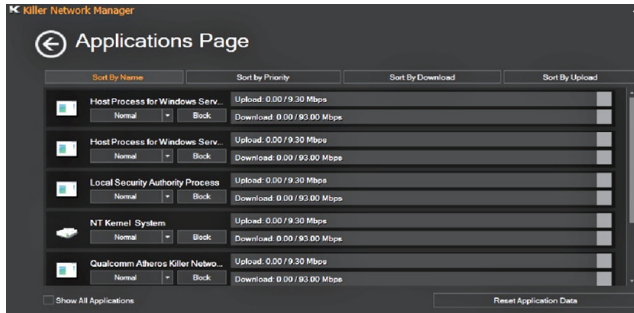 Killer Network Manager
Applications Page
Sort By Name Sort by Priority Sort By Download Sort By Upload
Host Process for Windows Serv...
Upload: 0.00 / 9.30 Mbps
Normal Block
Download: 0.00 / 93.00 Mbps
Host Process for Windows Serv...
Upload: 0.00 / 9.30 Mbps
Normal Block
Download: 0.00 / 93.00 Mbps
Local Security Authority Process
Upload: 0.00 / 9.30 Mbps
Normal Block
Download: 0.00 / 93.00 Mbps
NT Kernel System
Upload: 0.00 / 9.30 Mbps
Normal Block
Download: 0.00 / 93.00 Mbps
Qualcomm Atheros Killer Netwo...
Upload: 0.00 / 9.30 Mbps
Normal Block
Download: 0.00 / 93.00 Mbps
Show All Applications Reset Application Data